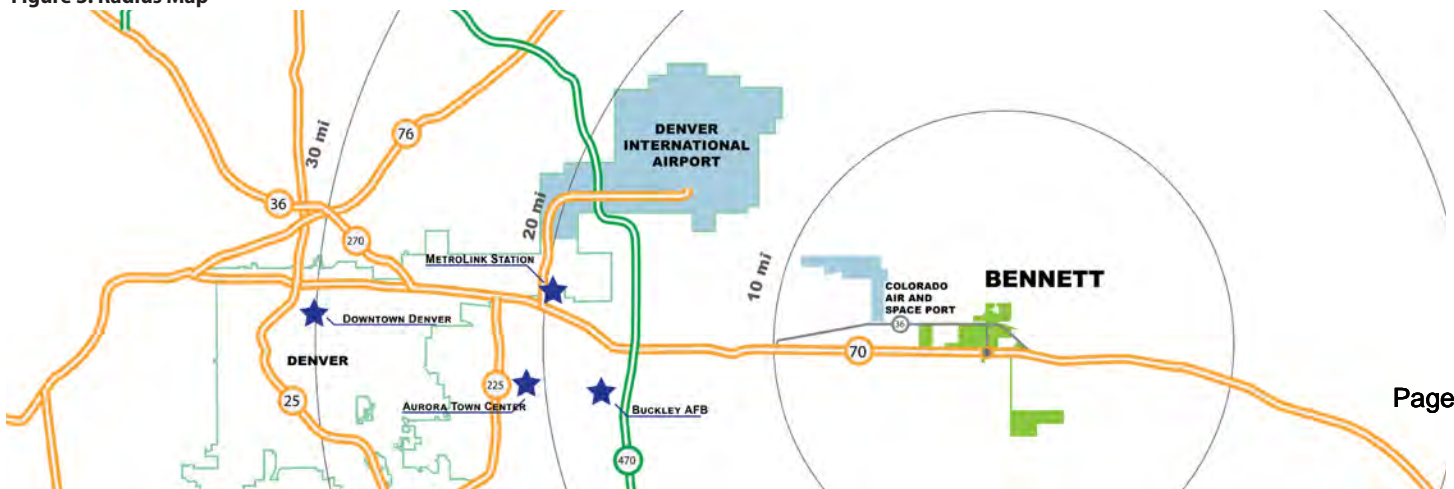 Figure 3. Radius Map
30 mi
76
36
270
20 mi
DENVER
INTERNATIONAL
AIRPORT
METROLINK STATION
10 mi
COLORADO
AIR AND
SPACE PORT
BENNETT
36
DOWNTOWN DENVER
DENVER
70
225
25
AURORA TOWN CENTER
BUCKLEY AFB
470
Page